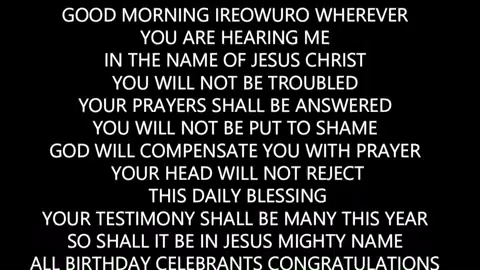 GOOD MORNING IREOWURO WHEREVER
YOU ARE HEARING ME
IN THE NAME OF JESUS CHRIST
YOU WILL NOT BE TROUBLED
YOUR PRAYERS SHALL BE ANSWERED
YOU WILL NOT BE PUT TO SHAME
GOD WILL COMPENSATE YOU WITH PRAYER
YOUR HEAD WILL NOT REJECT
THIS DAILY BLESSING
YOUR TESTIMONY SHALL BE MANY THIS YEAR
SO SHALL IT BE IN JESUS MIGHTY NAME
ALL BIRTHDAY CELEBRANTS CONGRATULATIONS